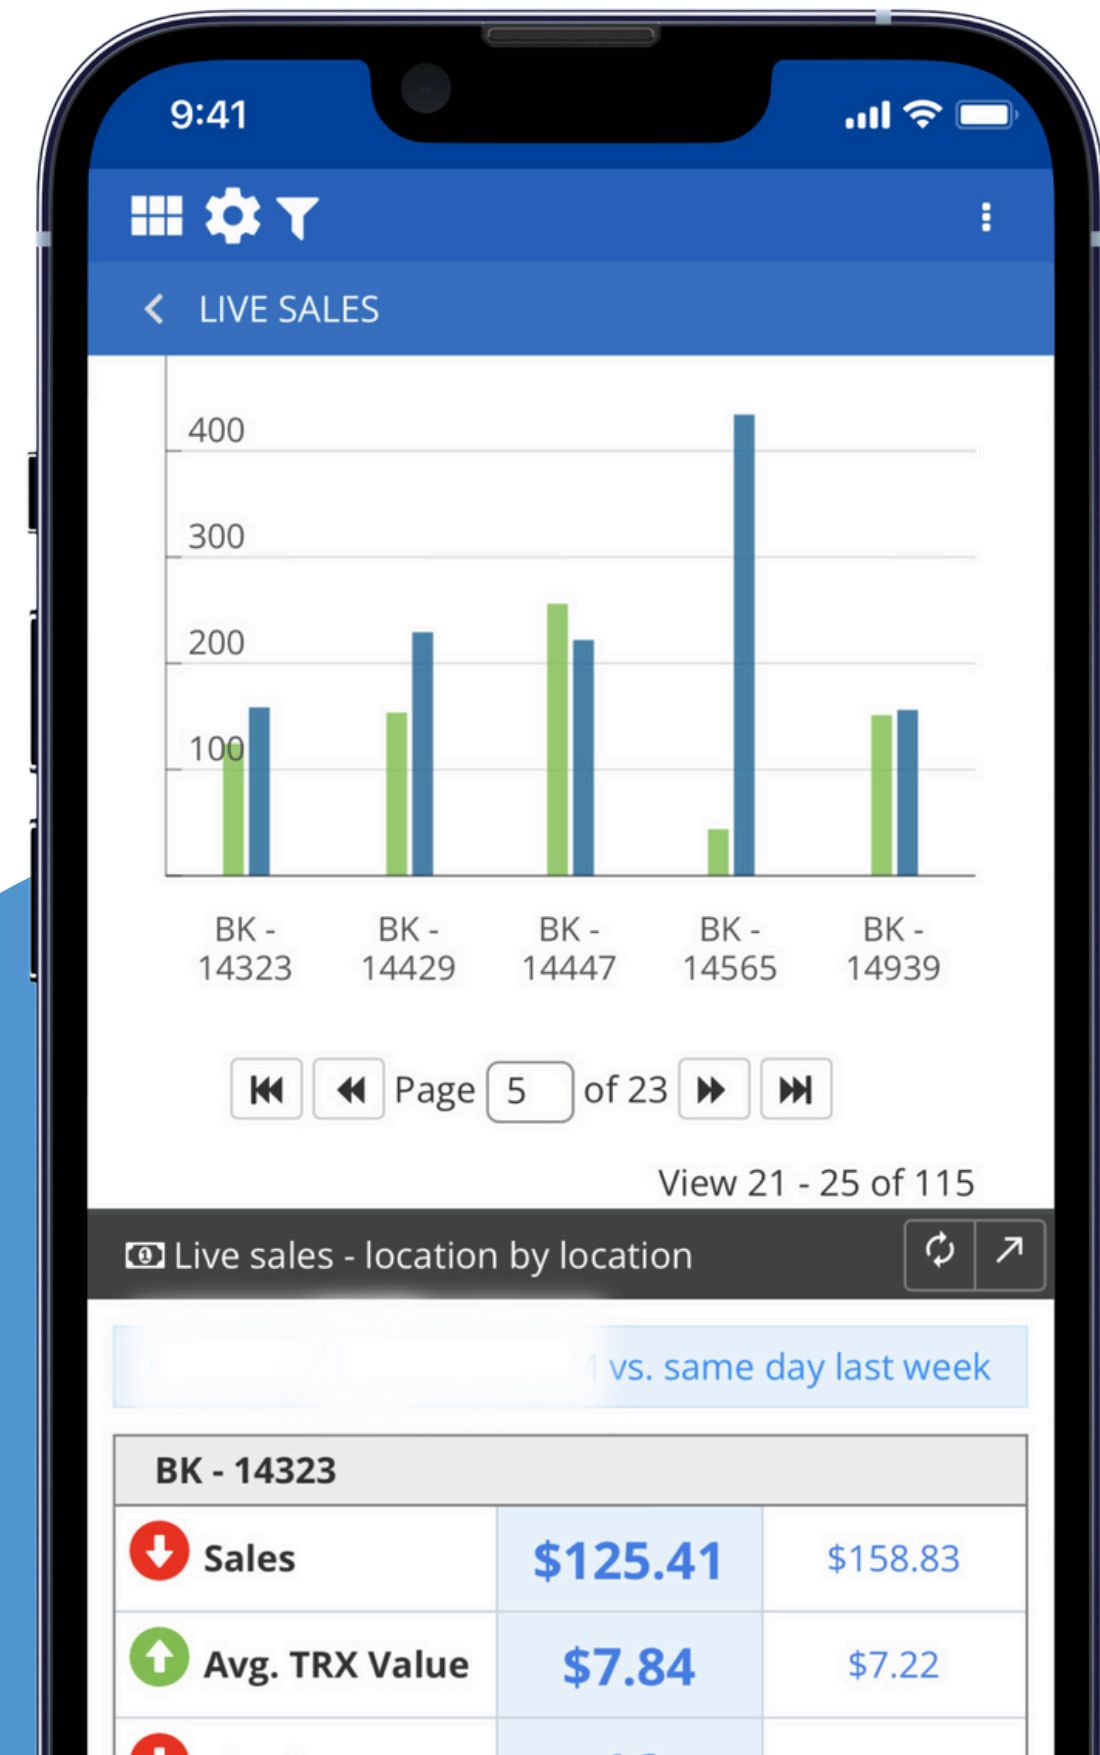 9:41
LIVE SALES
400
300
200
100
BK - 14323
BK - 14429
BK - 14447
BK - 14565
BK - 14939
Page 5 of 23
View 21 - 25 of 115
Live sales - location by location
vs. same day last week
BK - 14323
Sales $125.41 $158.83
Avg. TRX Value $7.84 $7.22